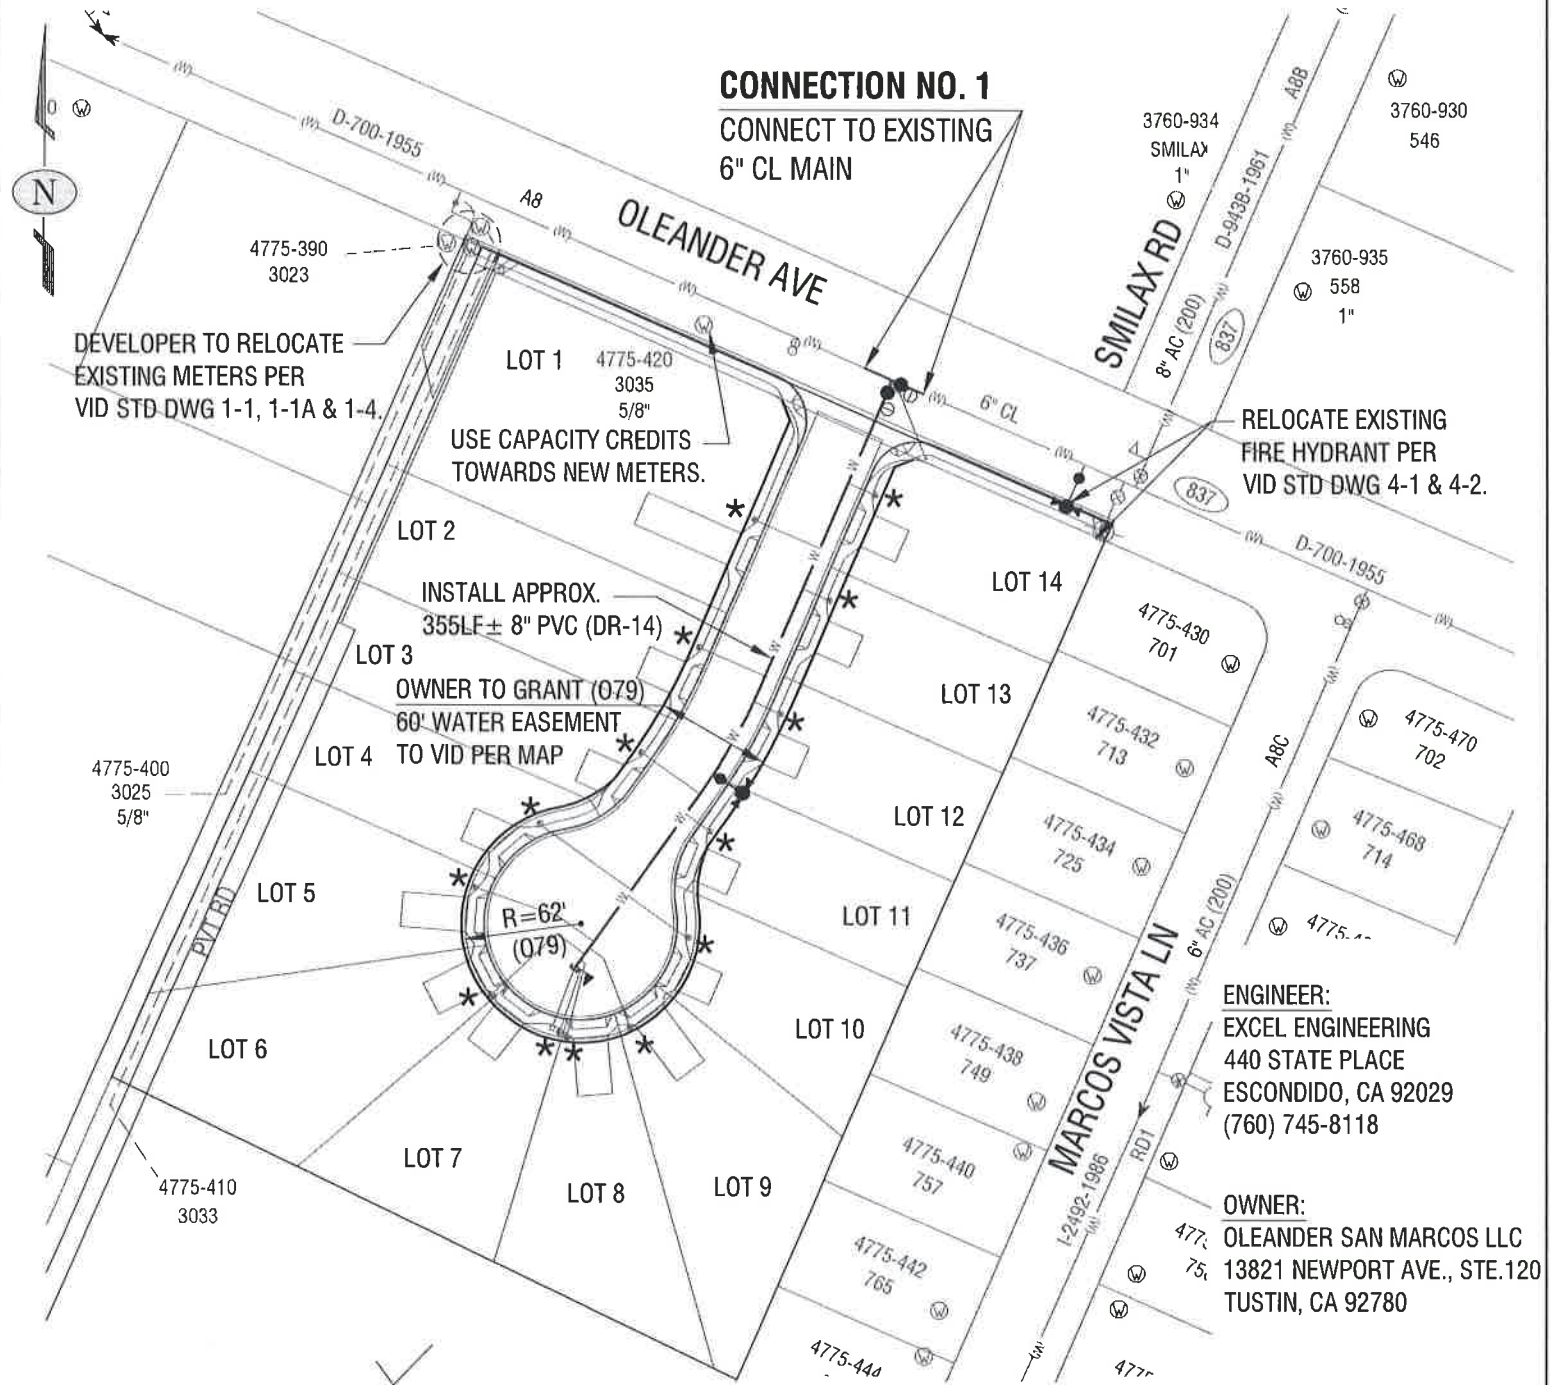 CONNECTION NO. 1
CONNECT TO EXISTING
6" CL MAIN
N
(W)
D-700-1955
A8
OLEANDER AVE
4775-390
3023
DEVELOPER TO RELOCATE
EXISTING METERS PER
VID STD DWG 1-1, 1-1A & 1-4.
LOT 1
4775-420
3035
5/8"
USE CAPACITY CREDITS
TOWARDS NEW METERS.
3760-934
SMILAX
1"
SMILAX RD
D-943B-1961
A8B
8" AC (200)
837
3760-930
546
3760-935
558
1"
6" CL
RELOCATE EXISTING
FIRE HYDRANT PER
VID STD DWG 4-1 & 4-2.
837
D-700-1955
LOT 2
INSTALL APPROX.
355LF± 8" PVC (DR-14)
LOT 3
OWNER TO GRANT (079)
60' WATER EASEMENT
TO VID PER MAP
LOT 4
4775-400
3025
5/8"
LOT 5
PVT RD
R=62'
(079)
LOT 6
LOT 7
LOT 8
LOT 9
LOT 10
LOT 11
LOT 12
LOT 13
LOT 14
4775-410
3033
4775-430
701
4775-432
713
4775-434
725
4775-436
737
4775-438
749
4775-440
757
4775-442
765
4775-444
A8C
4775-470
702
4775-468
714
6" AC (200)
MARCOS VISTA LN
I-2492-1986
RD1
ENGINEER:
EXCEL ENGINEERING
440 STATE PLACE
ESCONDIDO, CA 92029
(760) 745-8118
OWNER:
OLEANDER SAN MARCOS LLC
13821 NEWPORT AVE., STE.120
TUSTIN, CA 92780